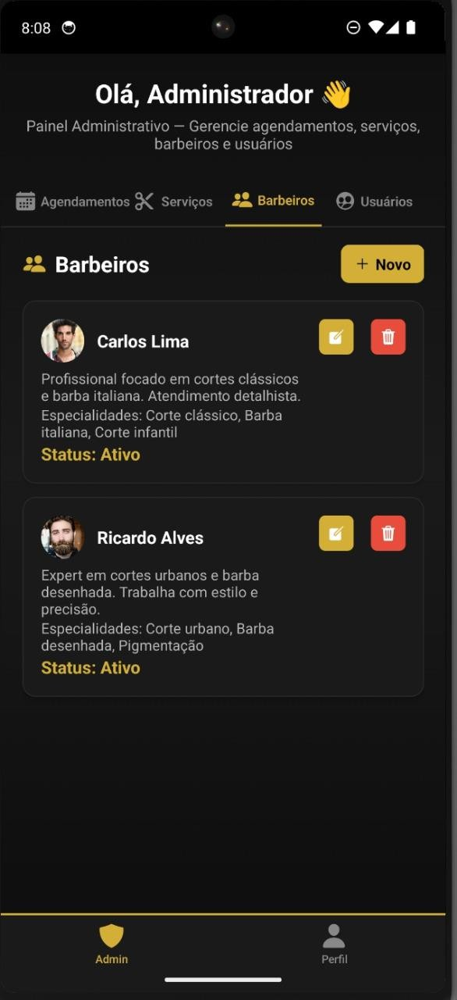 8:08
Olá, Administrador 👋
Painel Administrativo — Gerencie agendamentos, serviços,
barbeiros e usuários
Agendamentos Serviços Barbeiros Usuários
Barbeiros
+ Novo
Carlos Lima
Profissional focado em cortes clássicos
e barba italiana. Atendimento detalhista.
Especialidades: Corte clássico, Barba
italiana, Corte infantil
Status: Ativo
Ricardo Alves
Expert em cortes urbanos e barba
desenhada. Trabalha com estilo e
precisão.
Especialidades: Corte urbano, Barba
desenhada, Pigmentação
Status: Ativo
Admin Perfil